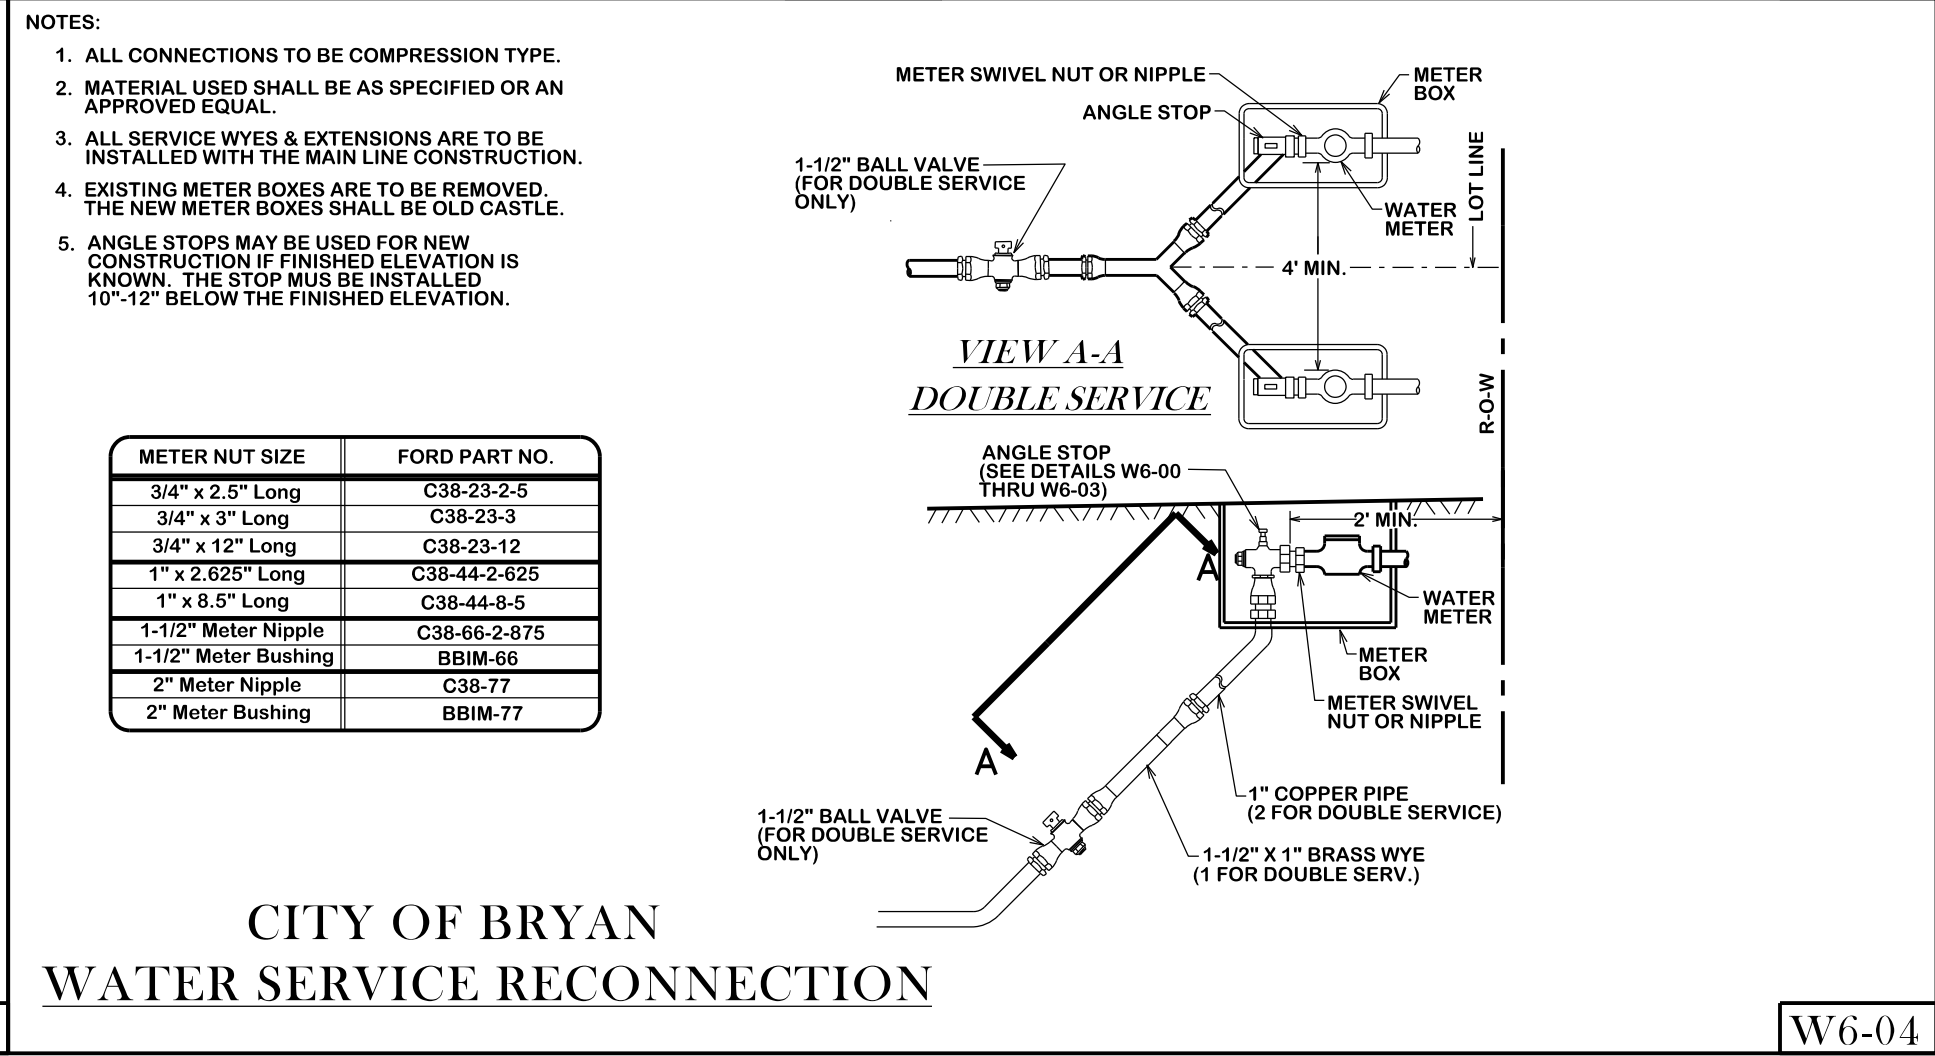 NOTES:
1. ALL CONNECTIONS TO BE COMPRESSION TYPE.
2. MATERIAL USED SHALL BE AS SPECIFIED OR AN
APPROVED EQUAL.
3. ALL SERVICE WYES & EXTENSIONS ARE TO BE
INSTALLED WITH THE MAIN LINE CONSTRUCTION.
4. EXISTING METER BOXES ARE TO BE REMOVED.
THE NEW METER BOXES SHALL BE OLD CASTLE.
5. ANGLE STOPS MAY BE USED FOR NEW
CONSTRUCTION IF FINISHED ELEVATION IS
KNOWN. THE STOP MUS BE INSTALLED
10"-12" BELOW THE FINISHED ELEVATION.
METER NUT SIZE FORD PART NO.
3/4" x 2.5" Long C38-23-2-5
3/4" x 3" Long C38-23-3
3/4" x 12" Long C38-23-12
1" x 2.625" Long C38-44-2-625
1" x 8.5" Long C38-44-8-5
1-1/2" Meter Nipple C38-66-2-875
1-1/2" Meter Bushing BBIM-66
2" Meter Nipple C38-77
2" Meter Bushing BBIM-77
METER SWIVEL NUT OR NIPPLE
ANGLE STOP
METER
BOX
1-1/2" BALL VALVE
(FOR DOUBLE SERVICE
ONLY)
WATER
METER
LOT LINE
4' MIN.
VIEW A-A
DOUBLE SERVICE
R-O-W
ANGLE STOP
(SEE DETAILS W6-00
THRU W6-03)
2' MIN.
A
WATER
METER
METER
BOX
METER SWIVEL
NUT OR NIPPLE
A
1" COPPER PIPE
(2 FOR DOUBLE SERVICE)
1-1/2" BALL VALVE
(FOR DOUBLE SERVICE
ONLY)
1-1/2" X 1" BRASS WYE
(1 FOR DOUBLE SERV.)
CITY OF BRYAN
WATER SERVICE RECONNECTION
W6-04